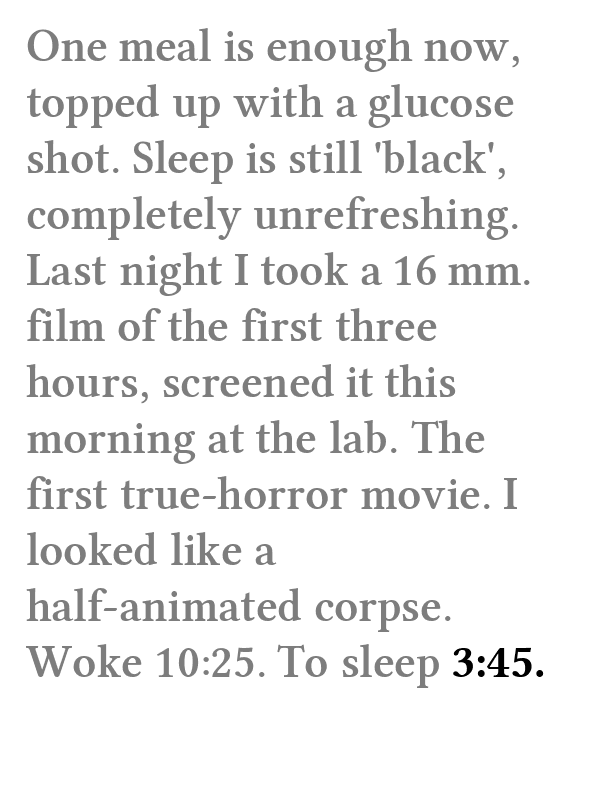 One meal is enough now,
topped up with a glucose
shot. Sleep is still 'black',
completely unrefreshing.
Last night I took a 16 mm.
film of the first three
hours, screened it this
morning at the lab. The
first true-horror movie. I
looked like a
half-animated corpse.
Woke 10:25. To sleep 3:45.